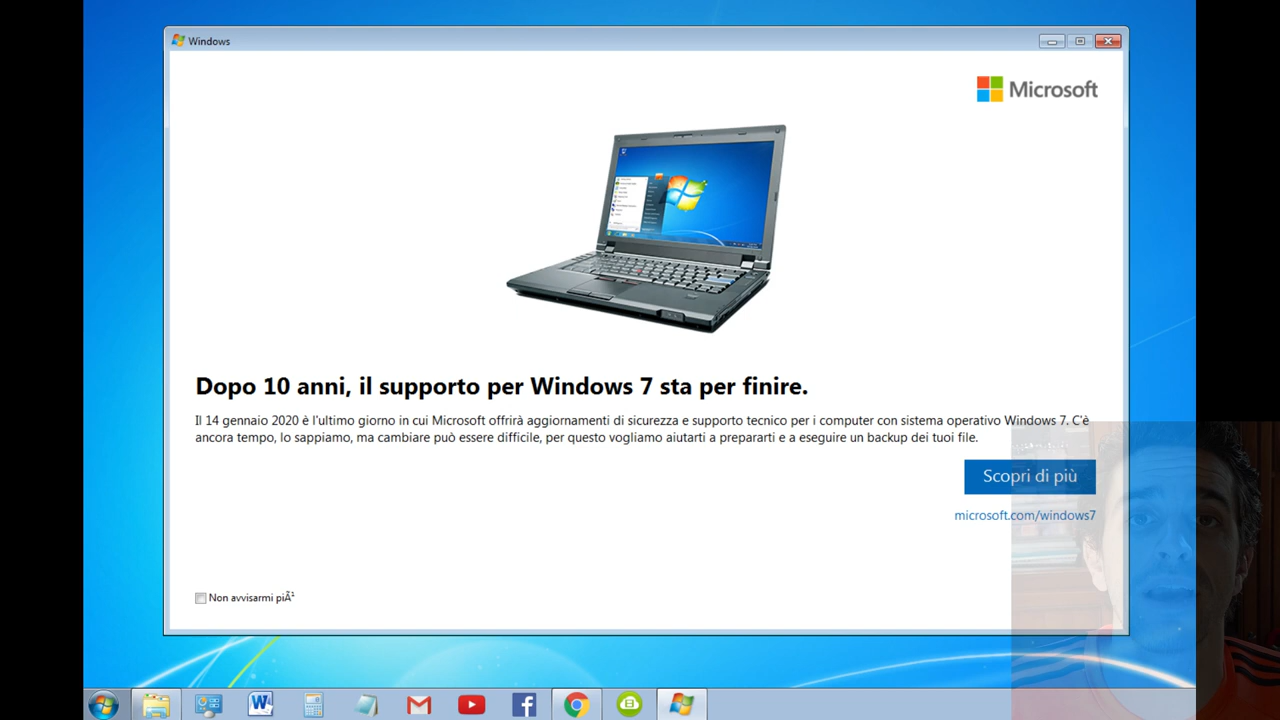 Windows
Microsoft
Dopo 10 anni, il supporto per Windows 7 sta per finire.
Il 14 gennaio 2020 è l'ultimo giorno in cui Microsoft offrirà aggiornamenti di sicurezza e supporto tecnico per i computer con sistema operativo Windows 7. C'è
ancora tempo, lo sappiamo, ma cambiare può essere difficile, per questo vogliamo aiutarti a prepararti e a eseguire un backup dei tuoi file.
Scopri di più
microsoft.com/windows7
Non avvisarmi piÃ¹